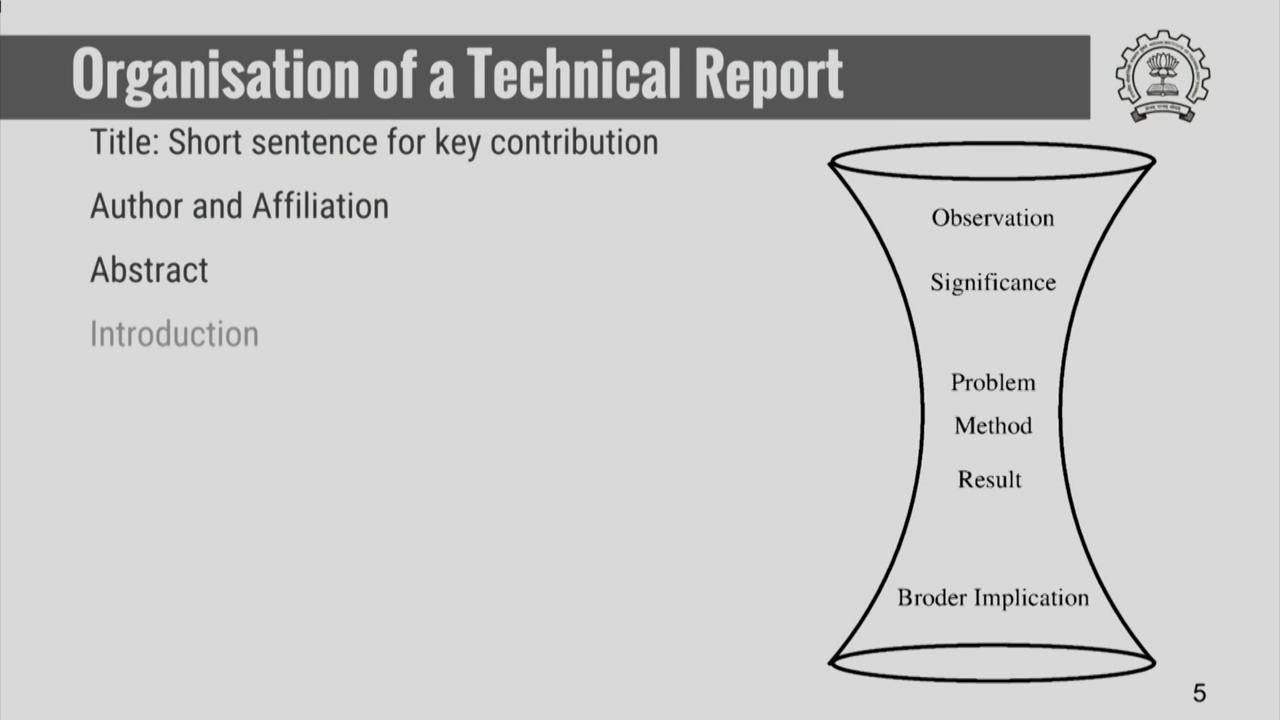 Organisation of a Technical Report
Title: Short sentence for key contribution
Author and Affiliation
Abstract
Introduction
Observation
Significance
Problem
Method
Result
Broder Implication
5